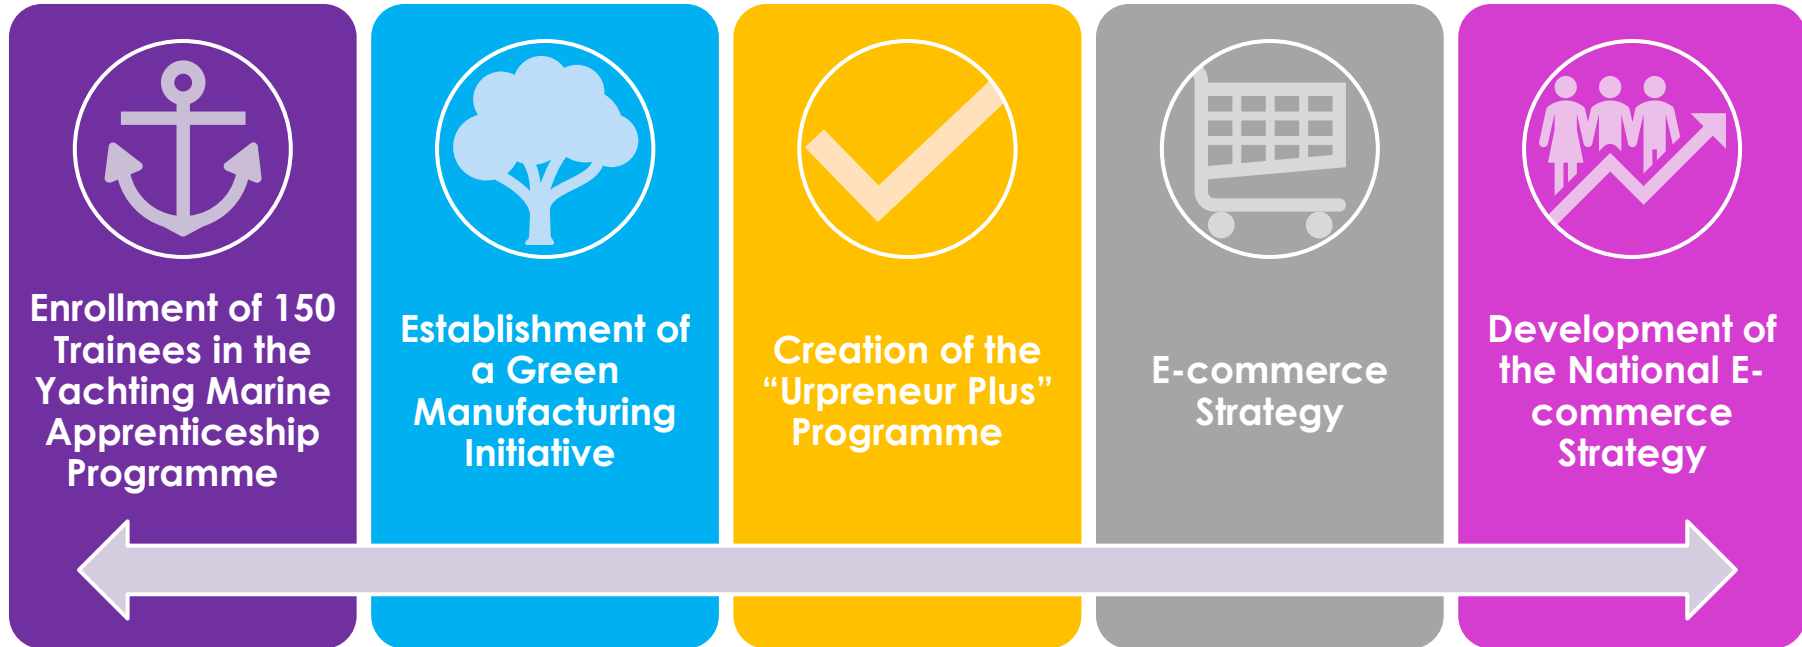 Enrollment of 150
Trainees in the
Yachting Marine
Apprenticeship
Programme
Establishment of
a Green
Manufacturing
Initiative
Creation of the
“Urpreneur Plus”
Programme
E-commerce
Strategy
Development of
the National E-
commerce
Strategy